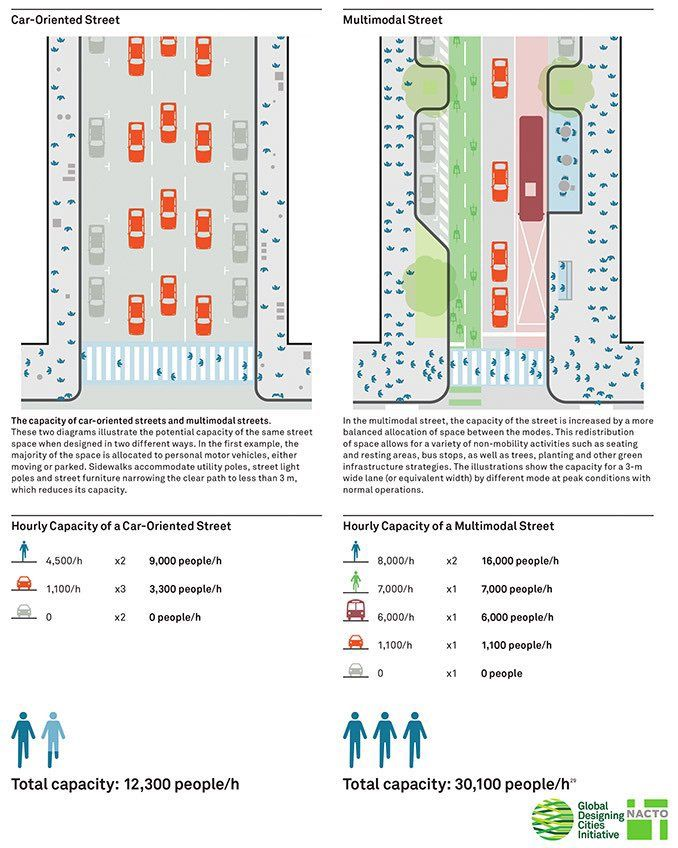 Car-Oriented Street
The capacity of car-oriented streets and multimodal streets.
These two diagrams illustrate the potential capacity of the same street
space when designed in two different ways. In the first example, the
majority of the space is allocated to personal motor vehicles, either
moving or parked. Sidewalks accommodate utility poles, street light
poles and street furniture narrowing the clear path to less than 3 m,
which reduces its capacity.
Multimodal Street
In the multimodal street, the capacity of the street is increased by a more
balanced allocation of space between the modes. This redistribution
of space allows for a variety of non-mobility activities such as seating
and resting areas, bus stops, as well as trees, planting and other green
infrastructure strategies. The illustrations show the capacity for a 3-m
wide lane (or equivalent width) by different mode at peak conditions with
normal operations.
Hourly Capacity of a Car-Oriented Street
4,500/h x2 9,000 people/h
1,100/h x3 3,300 people/h
0 x2 0 people/h
Total capacity: 12,300 people/h
Hourly Capacity of a Multimodal Street
8,000/h x2 16,000 people/h
7,000/h x1 7,000 people/h
6,000/h x1 6,000 people/h
1,100/h x1 1,100 people/h
0 x1 0 people
Total capacity: 30,100 people/h²⁹
Global
Designing
Cities
Initiative
NACTO